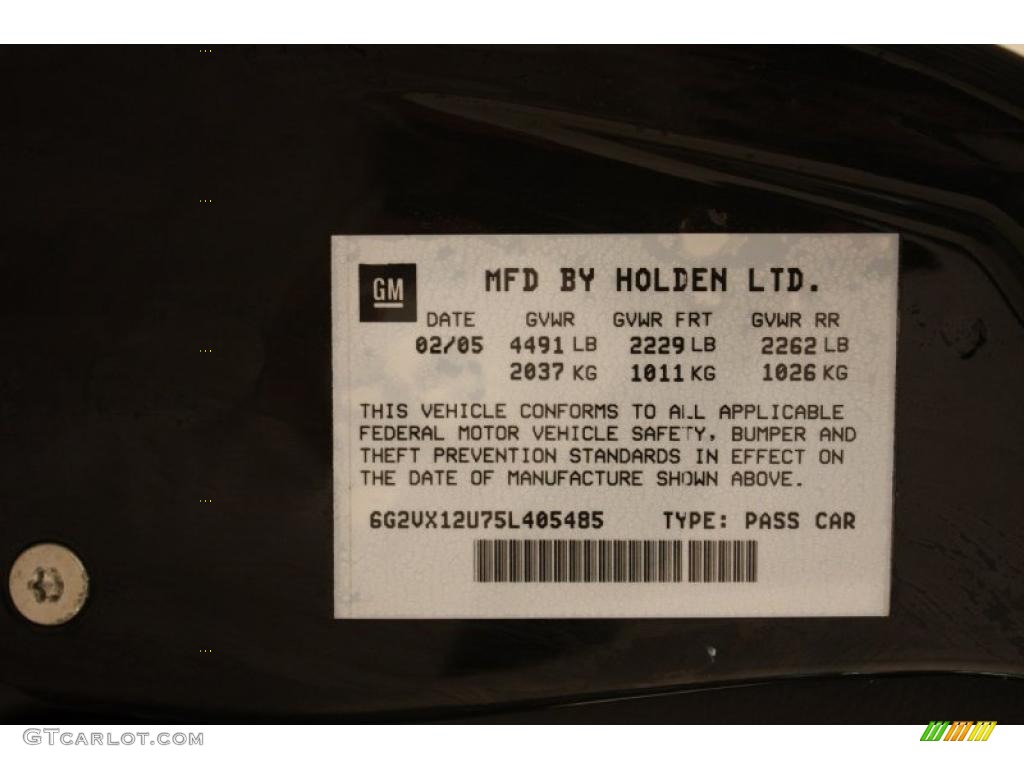 GM
MFD BY HOLDEN LTD.
DATE GVWR GVWR FRT GVWR RR
02/05 4491 LB 2229 LB 2262 LB
2037 KG 1011 KG 1026 KG
THIS VEHICLE CONFORMS TO ALL APPLICABLE
FEDERAL MOTOR VEHICLE SAFETY, BUMPER AND
THEFT PREVENTION STANDARDS IN EFFECT ON
THE DATE OF MANUFACTURE SHOWN ABOVE.
6G2VX12U75L405485 TYPE: PASS CAR
GTCARLOT.COM